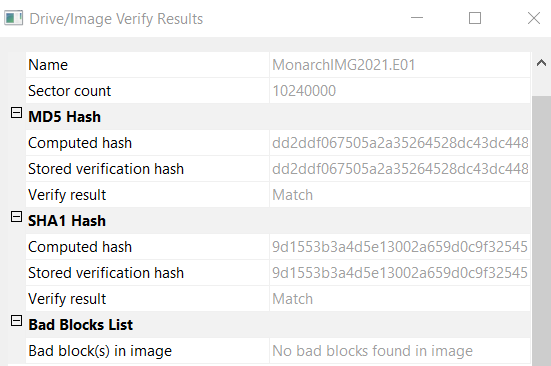 Drive/Image Verify Results
Name MonarchIMG2021.E01
Sector count 10240000
MD5 Hash
Computed hash dd2ddf067505a2a35264528dc43dc448
Stored verification hash dd2ddf067505a2a35264528dc43dc448
Verify result Match
SHA1 Hash
Computed hash 9d1553b3a4d5e13002a659d0c9f32545
Stored verification hash 9d1553b3a4d5e13002a659d0c9f32545
Verify result Match
Bad Blocks List
Bad block(s) in image No bad blocks found in image